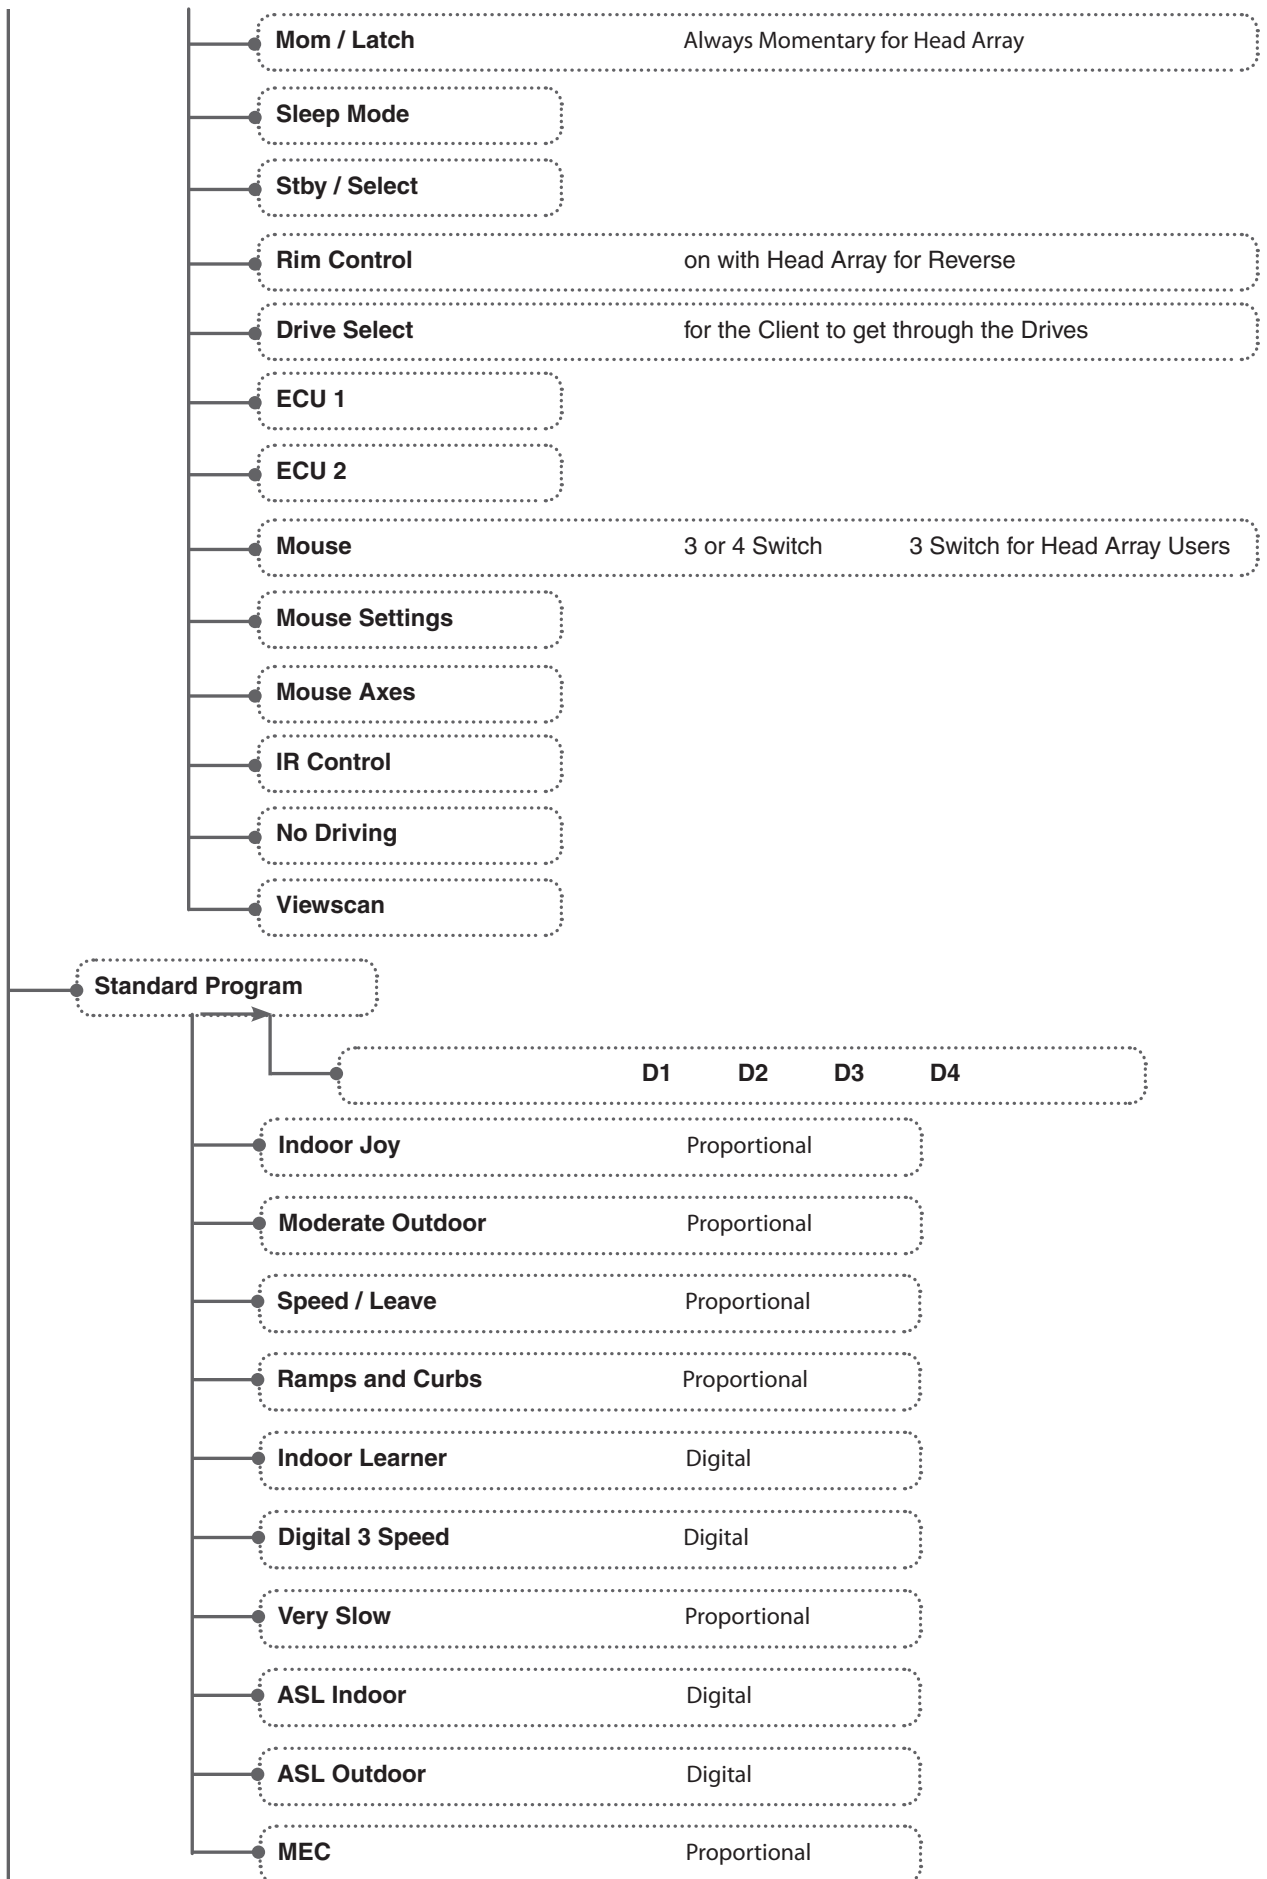 Mom / Latch Always Momentary for Head Array
Sleep Mode
Stby / Select
Rim Control on with Head Array for Reverse
Drive Select for the Client to get through the Drives
ECU 1
ECU 2
Mouse 3 or 4 Switch 3 Switch for Head Array Users
Mouse Settings
Mouse Axes
IR Control
No Driving
Viewscan
Standard Program
D1 D2 D3 D4
Indoor Joy Proportional
Moderate Outdoor Proportional
Speed / Leave Proportional
Ramps and Curbs Proportional
Indoor Learner Digital
Digital 3 Speed Digital
Very Slow Proportional
ASL Indoor Digital
ASL Outdoor Digital
MEC Proportional